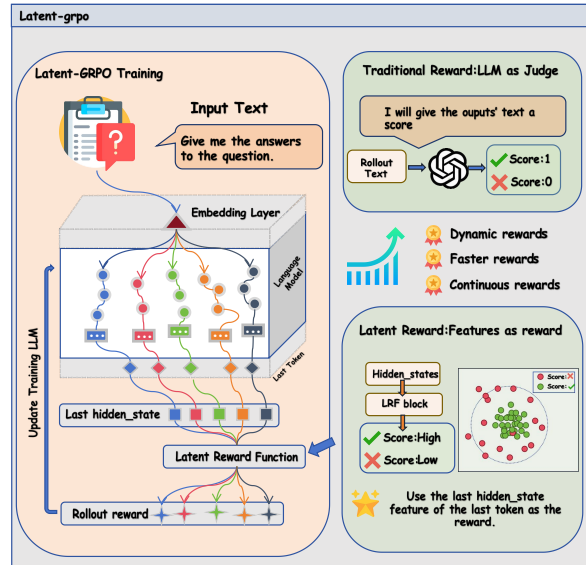 Latent-grpo
Latent-GRPO Training
Input Text
Give me the answers
to the question.
Embedding Layer
Language
Model
Last Token
Update Training LLM
Last hidden_state
Latent Reward Function
Rollout reward
Traditional Reward:LLM as Judge
I will give the ouputs' text a
score
Rollout
Text
Score:1
Score:0
Dynamic rewards
Faster rewards
Continuous rewards
Latent Reward:Features as reward
Hidden_states
LRF block
Score:High
Score:Low
Score:
Score:
Use the last hidden_state
feature of the last token as the
reward.